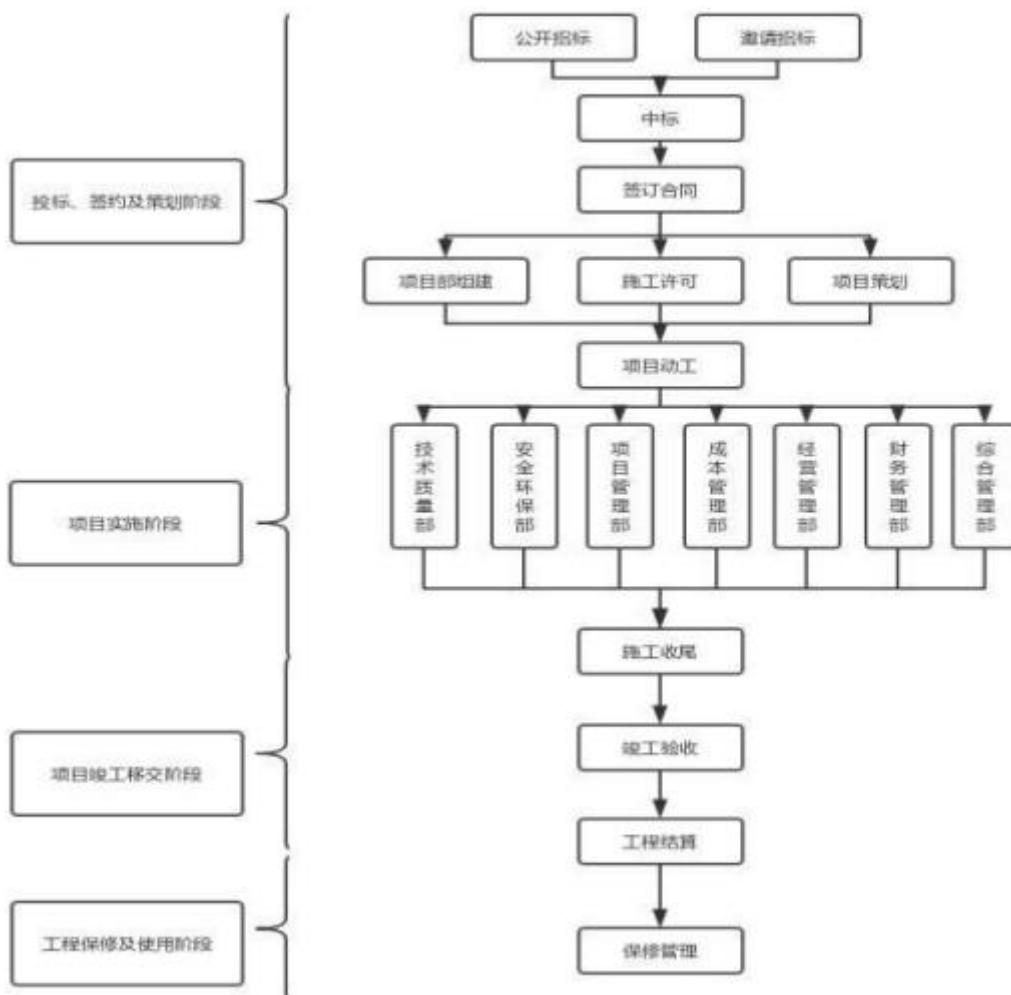 公开招标
邀请招标
中标
投标、签约及策划阶段
签订合同
项目部组建
施工许可
项目策划
项目动工
项目实施阶段
技术质量部
安全环保部
项目管理部
成本管理部
经营管理部
财务管理部
综合管理部
施工收尾
项目竣工移交阶段
竣工验收
工程结算
工程保修及使用阶段
保修管理